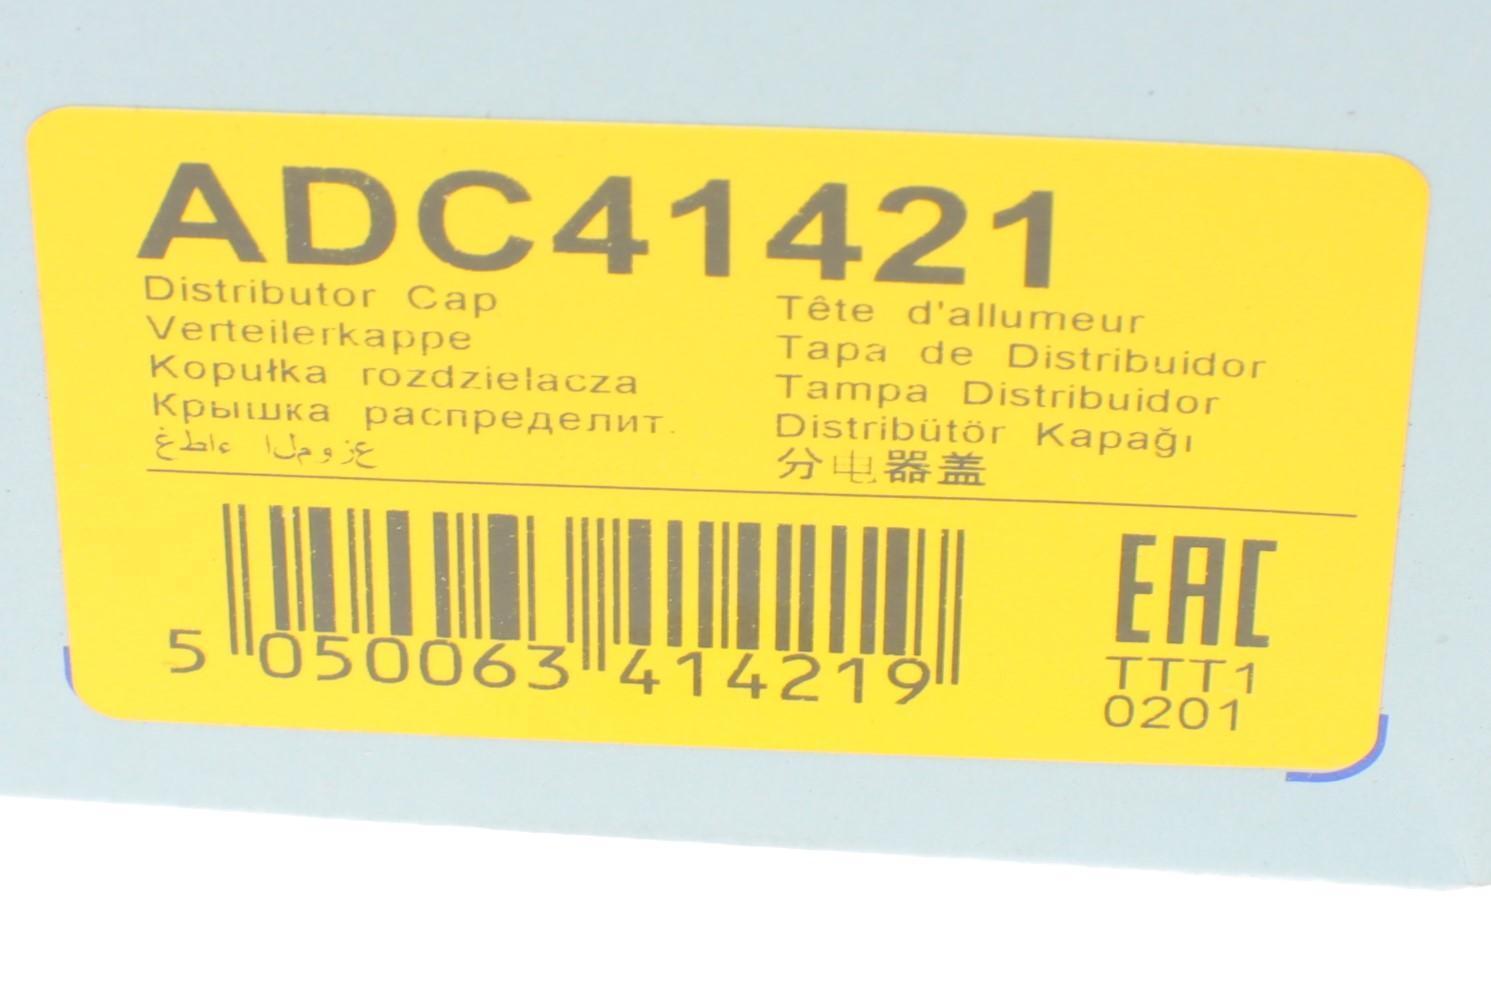 ADC41421
Distributor Cap
Verteilerkappe
Kopułka rozdzielacza
Крышка распределит.
غطاء الموزع
Tête d'allumeur
Tapa de Distribuidor
Tampa Distribuidor
Distribütör Kapağı
分电器盖
5 050063 414219
EAC
TTT1
0201